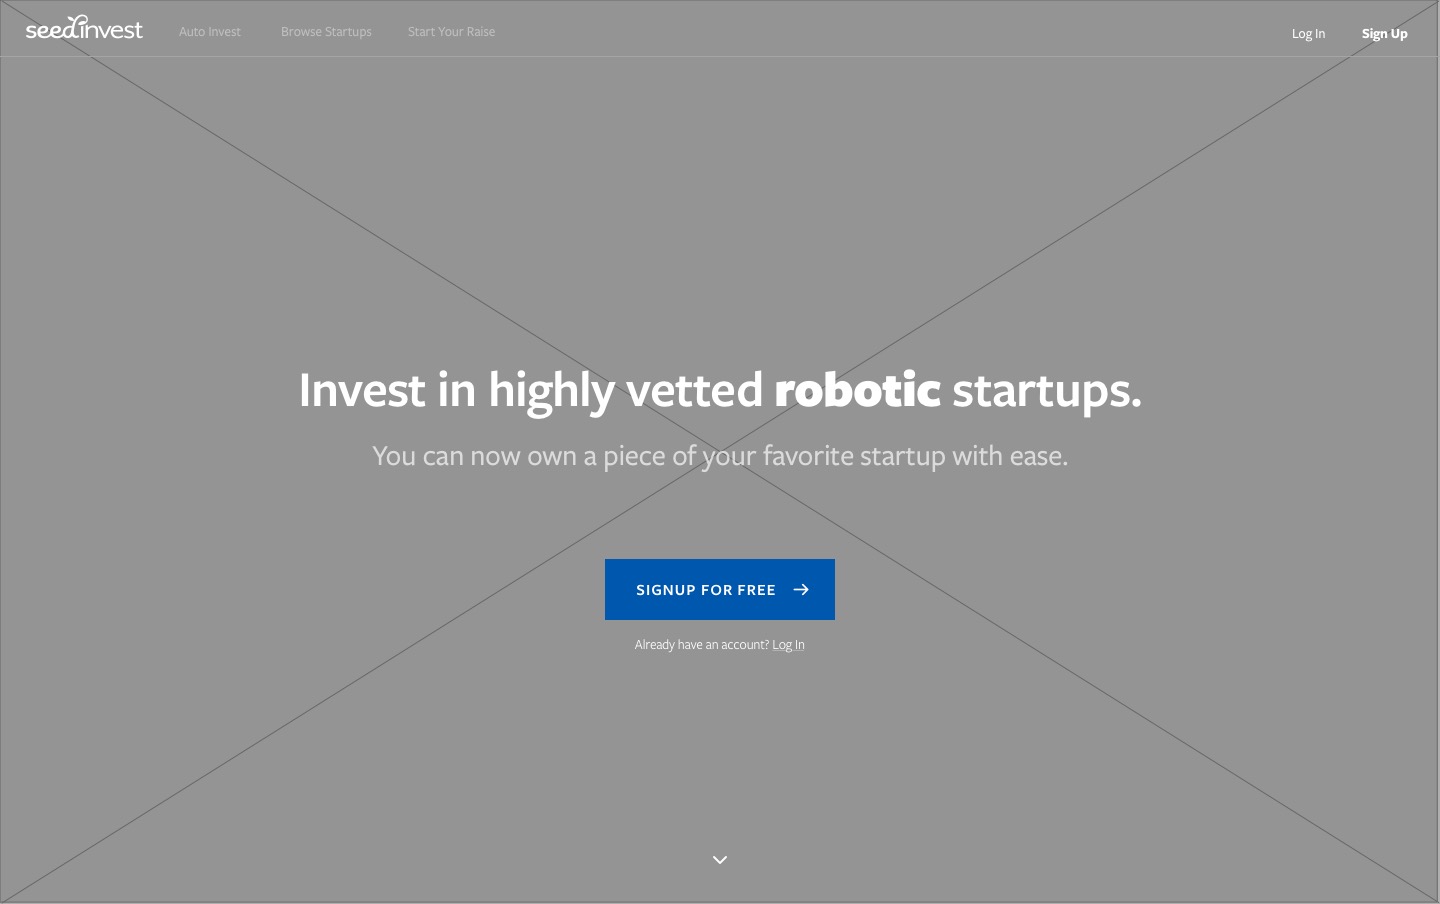 seedinvest Auto Invest Browse Startups Start Your Raise Log In Sign Up
Invest in highly vetted robotic startups.
You can now own a piece of your favorite startup with ease.
SIGNUP FOR FREE
Already have an account? Log In